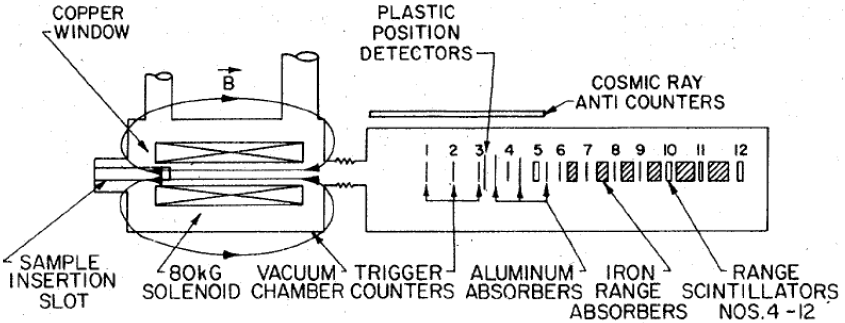 COPPER
WINDOW
B
PLASTIC
POSITION
DETECTORS
COSMIC RAY
ANTI COUNTERS
1 2 3 4 5 6 7 8 9 10 11 12
SAMPLE
INSERTION
SLOT
80kG
SOLENOID
VACUUM
CHAMBER
TRIGGER
COUNTERS
ALUMINUM
ABSORBERS
IRON
RANGE
ABSORBERS
RANGE
SCINTILLATORS
NOS. 4 -12